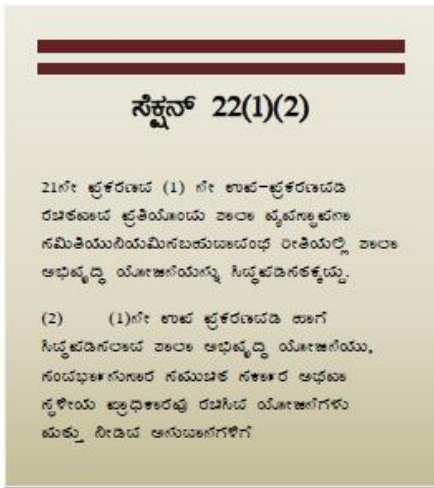 ಸೆಕ್ಷನ್ 22(1)(2)
21ನೇ ಪ್ರಕರಣದ (1) ನೇ ಉಪ-ಪ್ರಕರಣದಡಿ
ರಚಿತವಾದ ಪ್ರತಿಯೊಂದು ಶಾಲಾ ವ್ಯವಸ್ಥಾಪನಾ
ಸಮಿತಿಯುನಿಯಮಿಸಬಹುದಾದಂಥ ರೀತಿಯಲ್ಲಿ ಶಾಲಾ
ಅಭಿವೃದ್ಧಿ ಯೋಜನೆಯನ್ನು ಸಿದ್ಧಪಡಿಸತಕ್ಕದ್ದು.
(2) (1)ನೇ ಉಪ ಪ್ರಕರಣದಡಿ ಹಾಗೆ
ಸಿದ್ಧಪಡಿಸಲಾದ ಶಾಲಾ ಅಭಿವೃದ್ಧಿ ಯೋಜನೆಯು,
ಸಂದರ್ಭಾನುಸಾರ ಸಮುಚಿತ ಸರ್ಕಾರ ಅಥವಾ
ಸ್ಥಳೀಯ ಪ್ರಾಧಿಕಾರವು ರಚಿಸಿದ ಯೋಜನೆಗಳು
ಮತ್ತು ನೀಡಿದ ಅನುದಾನಗಳಿಗೆ